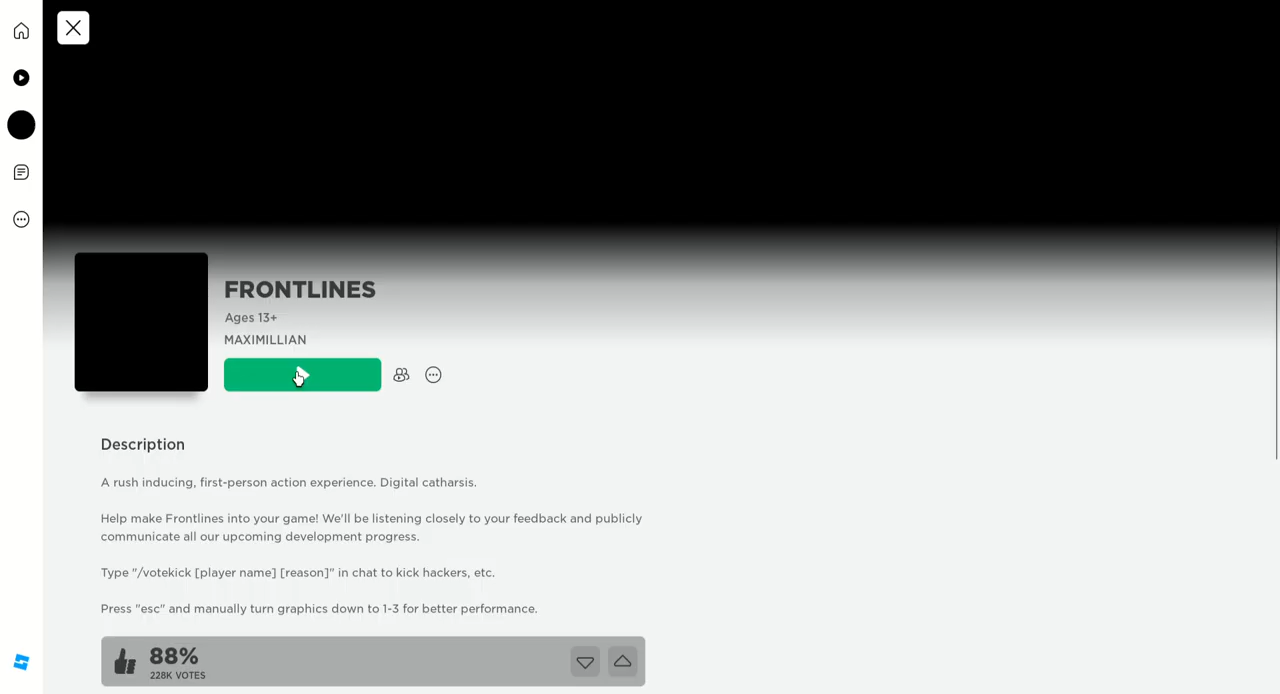 FRONTLINES
Ages 13+
MAXIMILLIAN
Description
A rush inducing, first-person action experience. Digital catharsis.
Help make Frontlines into your game! We'll be listening closely to your feedback and publicly
communicate all our upcoming development progress.
Type "/votekick [player name] [reason]" in chat to kick hackers, etc.
Press "esc" and manually turn graphics down to 1-3 for better performance.
88%
228K VOTES